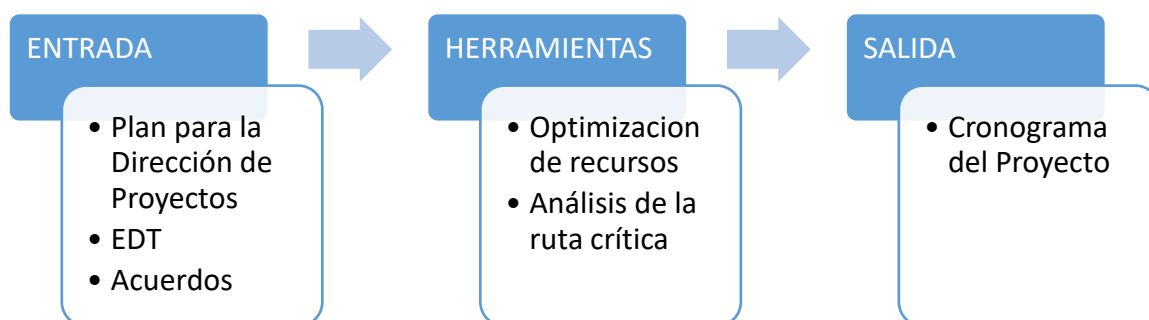 ENTRADA
• Plan para la
Dirección de
Proyectos
• EDT
• Acuerdos
HERRAMIENTAS
• Optimizacion
de recursos
• Análisis de la
ruta crítica
SALIDA
• Cronograma
del Proyecto